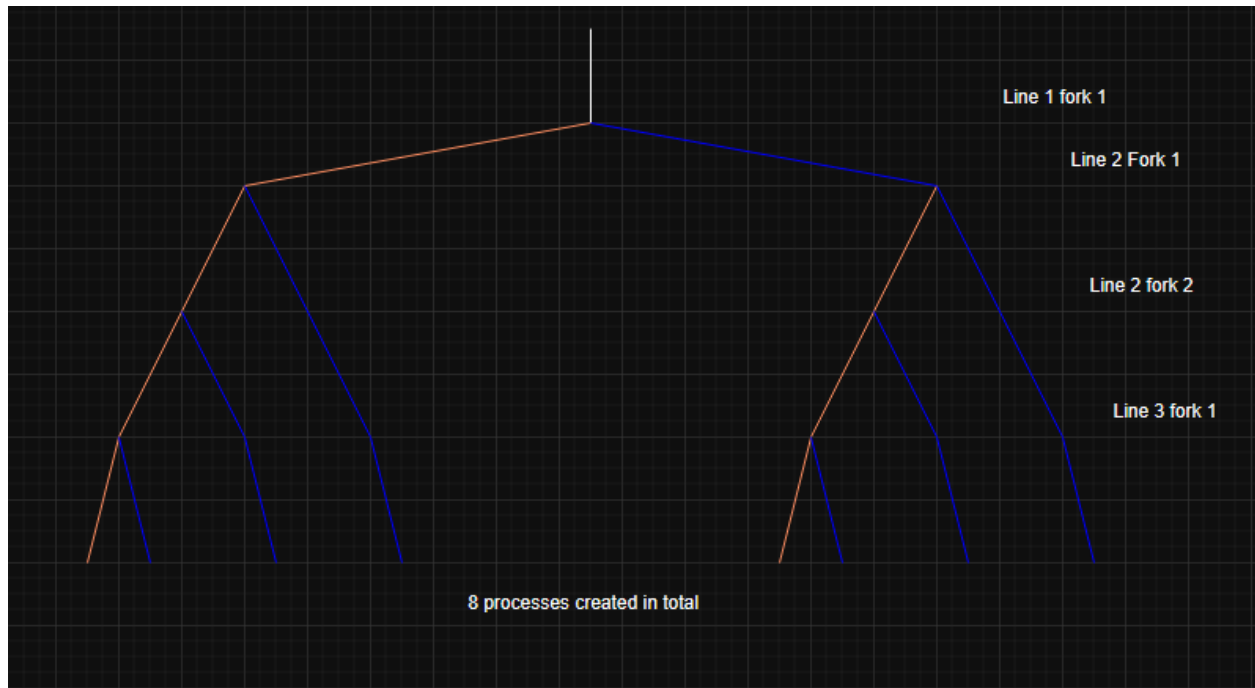 Line 1 fork 1
Line 2 Fork 1
Line 2 fork 2
Line 3 fork 1
8 processes created in total